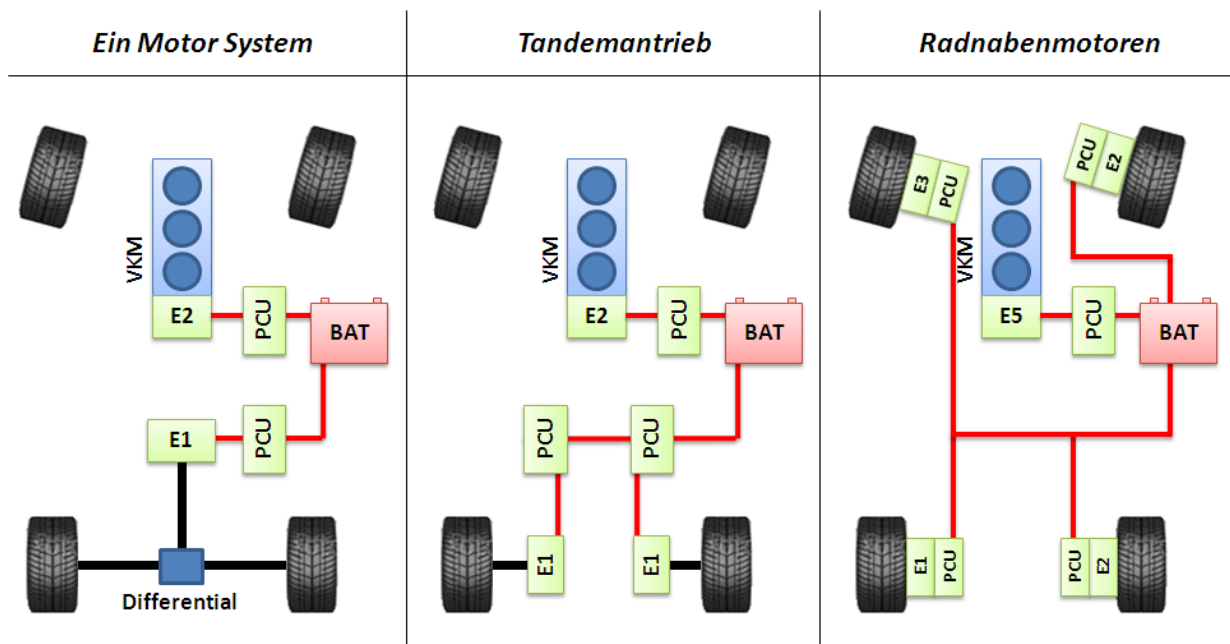 Ein Motor System
VKM
E2
PCU
BAT
E1
PCU
Differential
Tandemantrieb
VKM
E2
PCU
BAT
PCU
PCU
E1
E1
Radnabenmotoren
E3
PCU
VKM
PCU
E2
E5
PCU
BAT
E1
PCU
PCU
E2